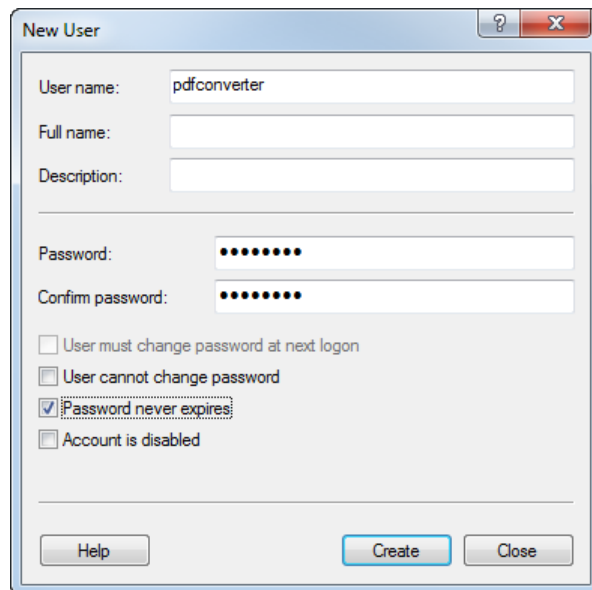 New User
User name: pdfconverter
Full name:
Description:
Password: ●●●●●●●●
Confirm password: ●●●●●●●●
User must change password at next logon
User cannot change password
Password never expires
Account is disabled
Help Create Close